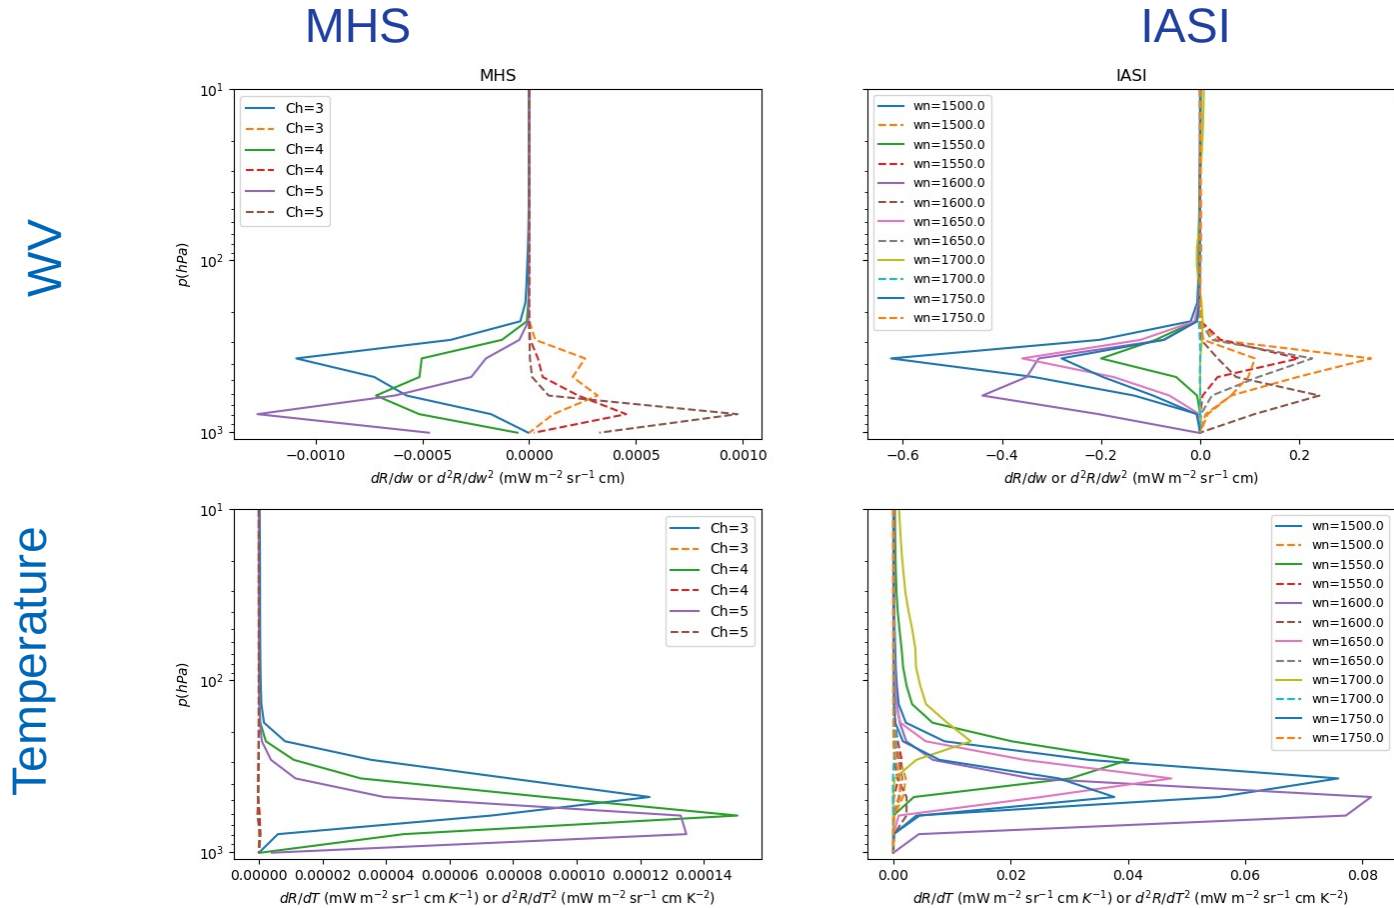 MHS
IASI
WV
Temperature
MHS
10¹
10²
10³
p(hPa)
Ch=3
Ch=3
Ch=4
Ch=4
Ch=5
Ch=5
−0.0010
−0.0005
0.0000
0.0005
0.0010
dR/dw or d²R/dw² (mW m⁻² sr⁻¹ cm)
IASI
wn=1500.0
wn=1500.0
wn=1550.0
wn=1550.0
wn=1600.0
wn=1600.0
wn=1650.0
wn=1650.0
wn=1700.0
wn=1700.0
wn=1750.0
wn=1750.0
10¹
10²
10³
−0.6
−0.4
−0.2
0.0
0.2
dR/dw or d²R/dw² (mW m⁻² sr⁻¹ cm)
10¹
10²
10³
p(hPa)
Ch=3
Ch=3
Ch=4
Ch=4
Ch=5
Ch=5
0.00000
0.00002
0.00004
0.00006
0.00008
0.00010
0.00012
0.00014
dR/dT (mW m⁻² sr⁻¹ cm K⁻¹) or d²R/dT² (mW m⁻² sr⁻¹ cm K⁻²)
wn=1500.0
wn=1500.0
wn=1550.0
wn=1550.0
wn=1600.0
wn=1600.0
wn=1650.0
wn=1650.0
wn=1700.0
wn=1700.0
wn=1750.0
wn=1750.0
10¹
10²
10³
0.00
0.02
0.04
0.06
0.08
dR/dT (mW m⁻² sr⁻¹ cm K⁻¹) or d²R/dT² (mW m⁻² sr⁻¹ cm K⁻²)